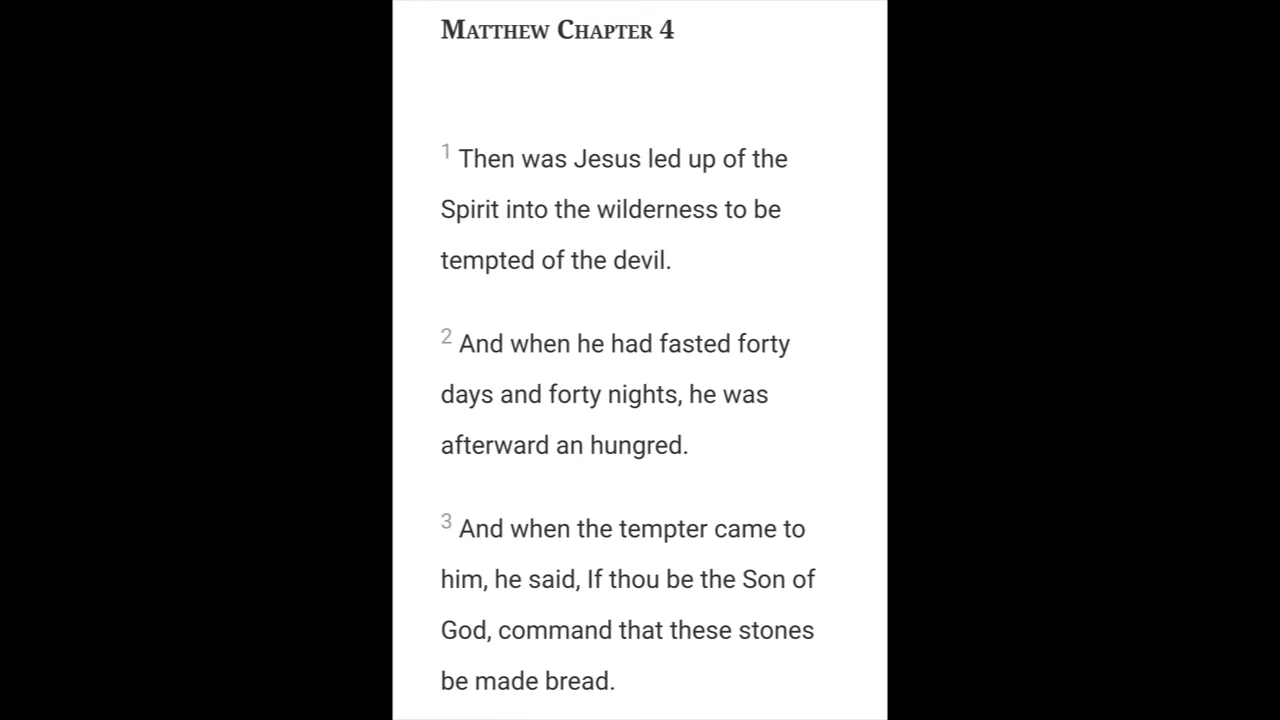 Matthew Chapter 4
1 Then was Jesus led up of the
Spirit into the wilderness to be
tempted of the devil.
2 And when he had fasted forty
days and forty nights, he was
afterward an hungred.
3 And when the tempter came to
him, he said, If thou be the Son of
God, command that these stones
be made bread.